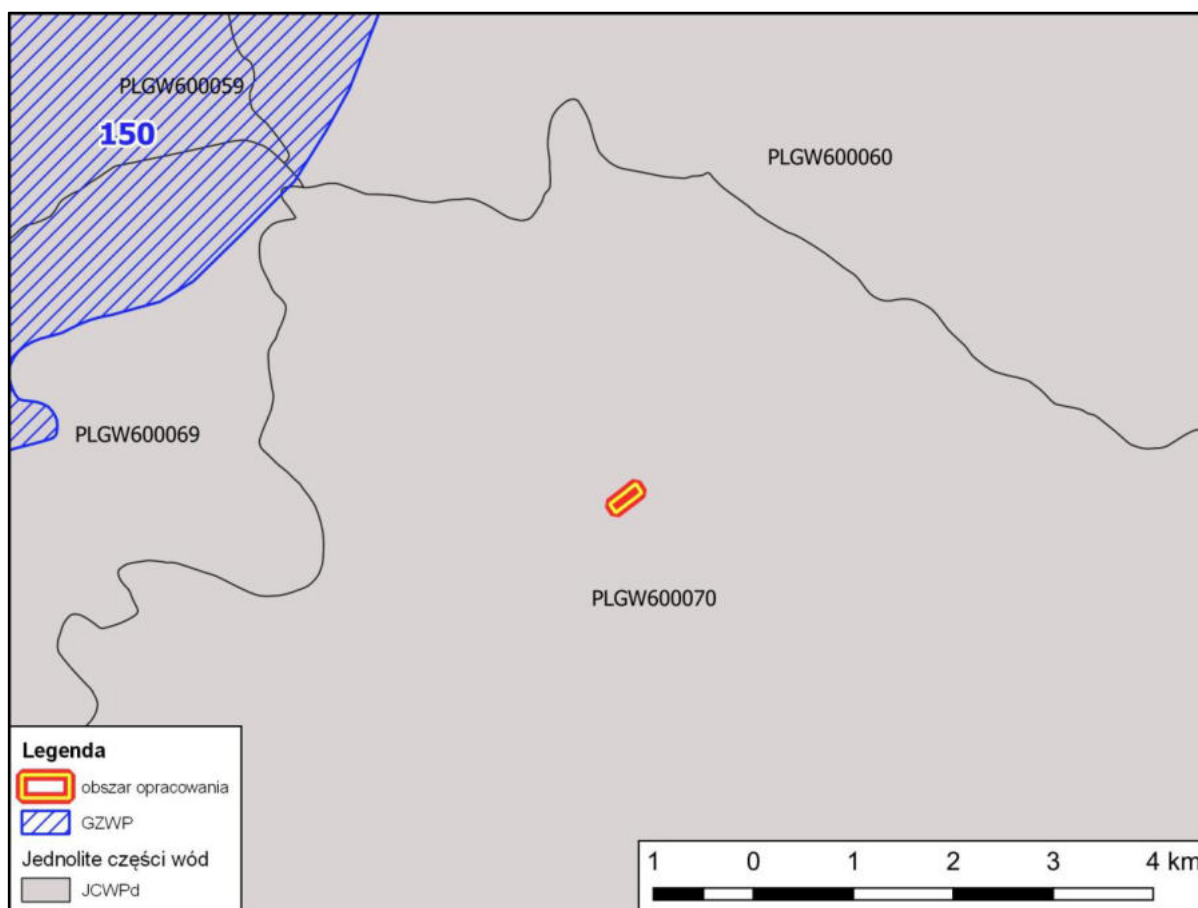 PLGW600059
150
PLGW600060
PLGW600069
PLGW600070
Legenda
obszar opracowania
GZWP
Jednolite części wód
JCWPd
1 0 1 2 3 4 km